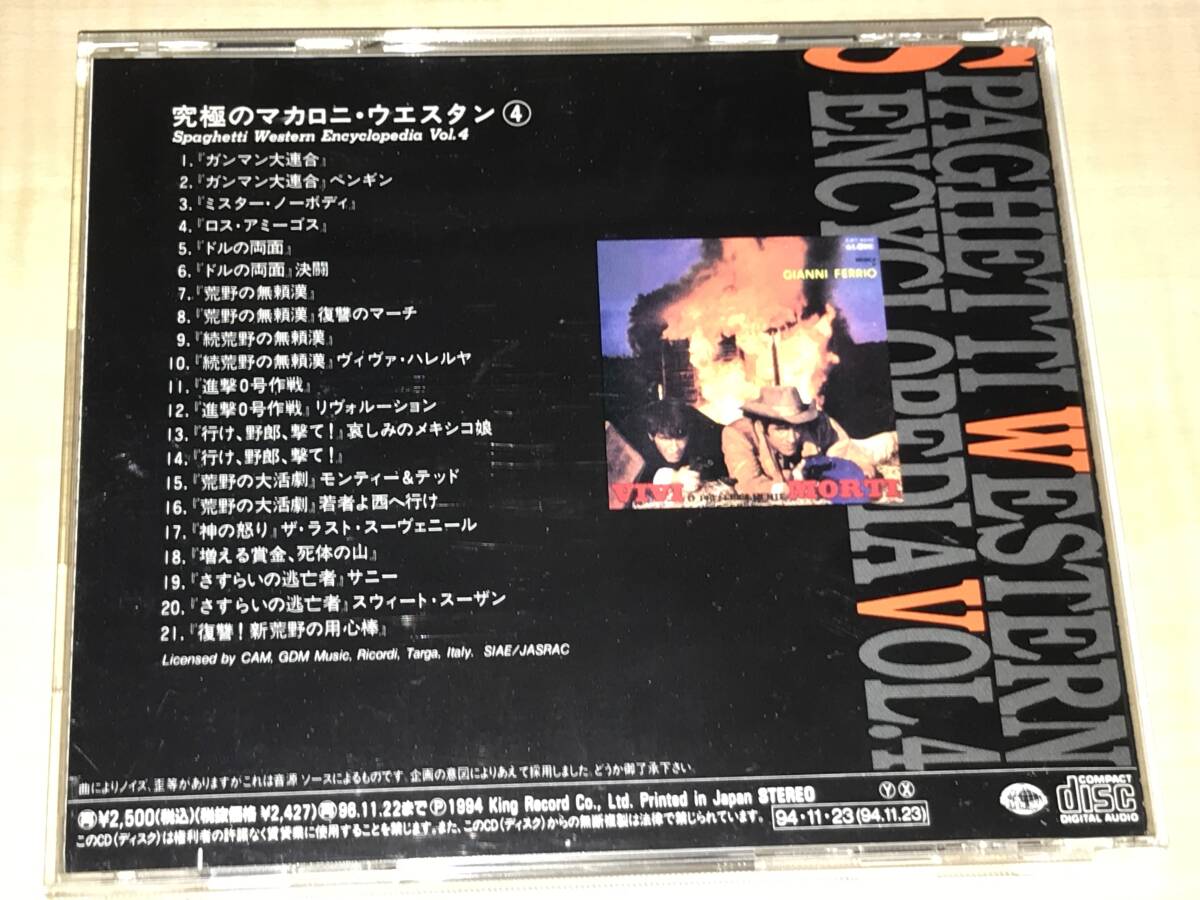 究極のマカロニ・ウエスタン④
Spaghetti Western Encyclopedia Vol.4
1.『ガンマン大連合』
2.『ガンマン大連合』ペンギン
3.『ミスター・ノーボディ』
4.『ロス・アミーゴス』
5.『ドルの両面』
6.『ドルの両面』決闘
7.『荒野の無頼漢』
8.『荒野の無頼漢』復讐のマーチ
9.『続荒野の無頼漢』
10.『続荒野の無頼漢』ヴィヴァ・ハレルヤ
11.『進撃0号作戦』
12.『進撃0号作戦』リヴォルーション
13.『行け、野郎、撃て!』哀しみのメキシコ娘
14.『行け、野郎、撃て!』
15.『荒野の大活劇』モンティー&テッド
16.『荒野の大活劇』若者よ西へ行け
17.『神の怒り』ザ・ラスト・スーヴェニール
18.『増える賞金、死体の山』
19.『さすらいの逃亡者』サニー
20.『さすらいの逃亡者』スウィート・スーザン
21.『復讐!新荒野の用心棒』
Licensed by CAM, GDM Music, Ricordi, Targa, Italy. SIAE/JASRAC
GIANNI FERRIO
VIVI
MORTI
SPAGHETTI WESTERN
ENCYCLOPEDIA VOL.4
曲によりノイズ、歪等がありますがこれは音源ソースによるものです。企画の意図によりあえて採用しました。どうか御了承下さい。
再¥2,500(税込)(税抜価格¥2,427)再96.11.22まで Ⓟ1994 King Record Co., Ltd. Printed in Japan STEREO
ⓎⓍ
このCD(ディスク)は権利者の許諾なく賃貸業に使用することを禁じます。また、このCD(ディスク)からの無断複製は法律で禁じられています。
94・11・23(94.11.23)
COMPACT
disc
DIGITAL AUDIO